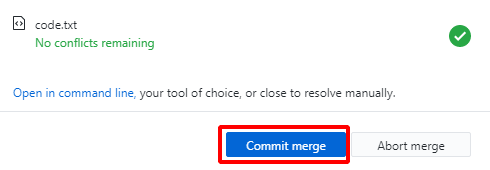 code.txt
No conflicts remaining
Open in command line, your tool of choice, or close to resolve manually.
Commit merge Abort merge